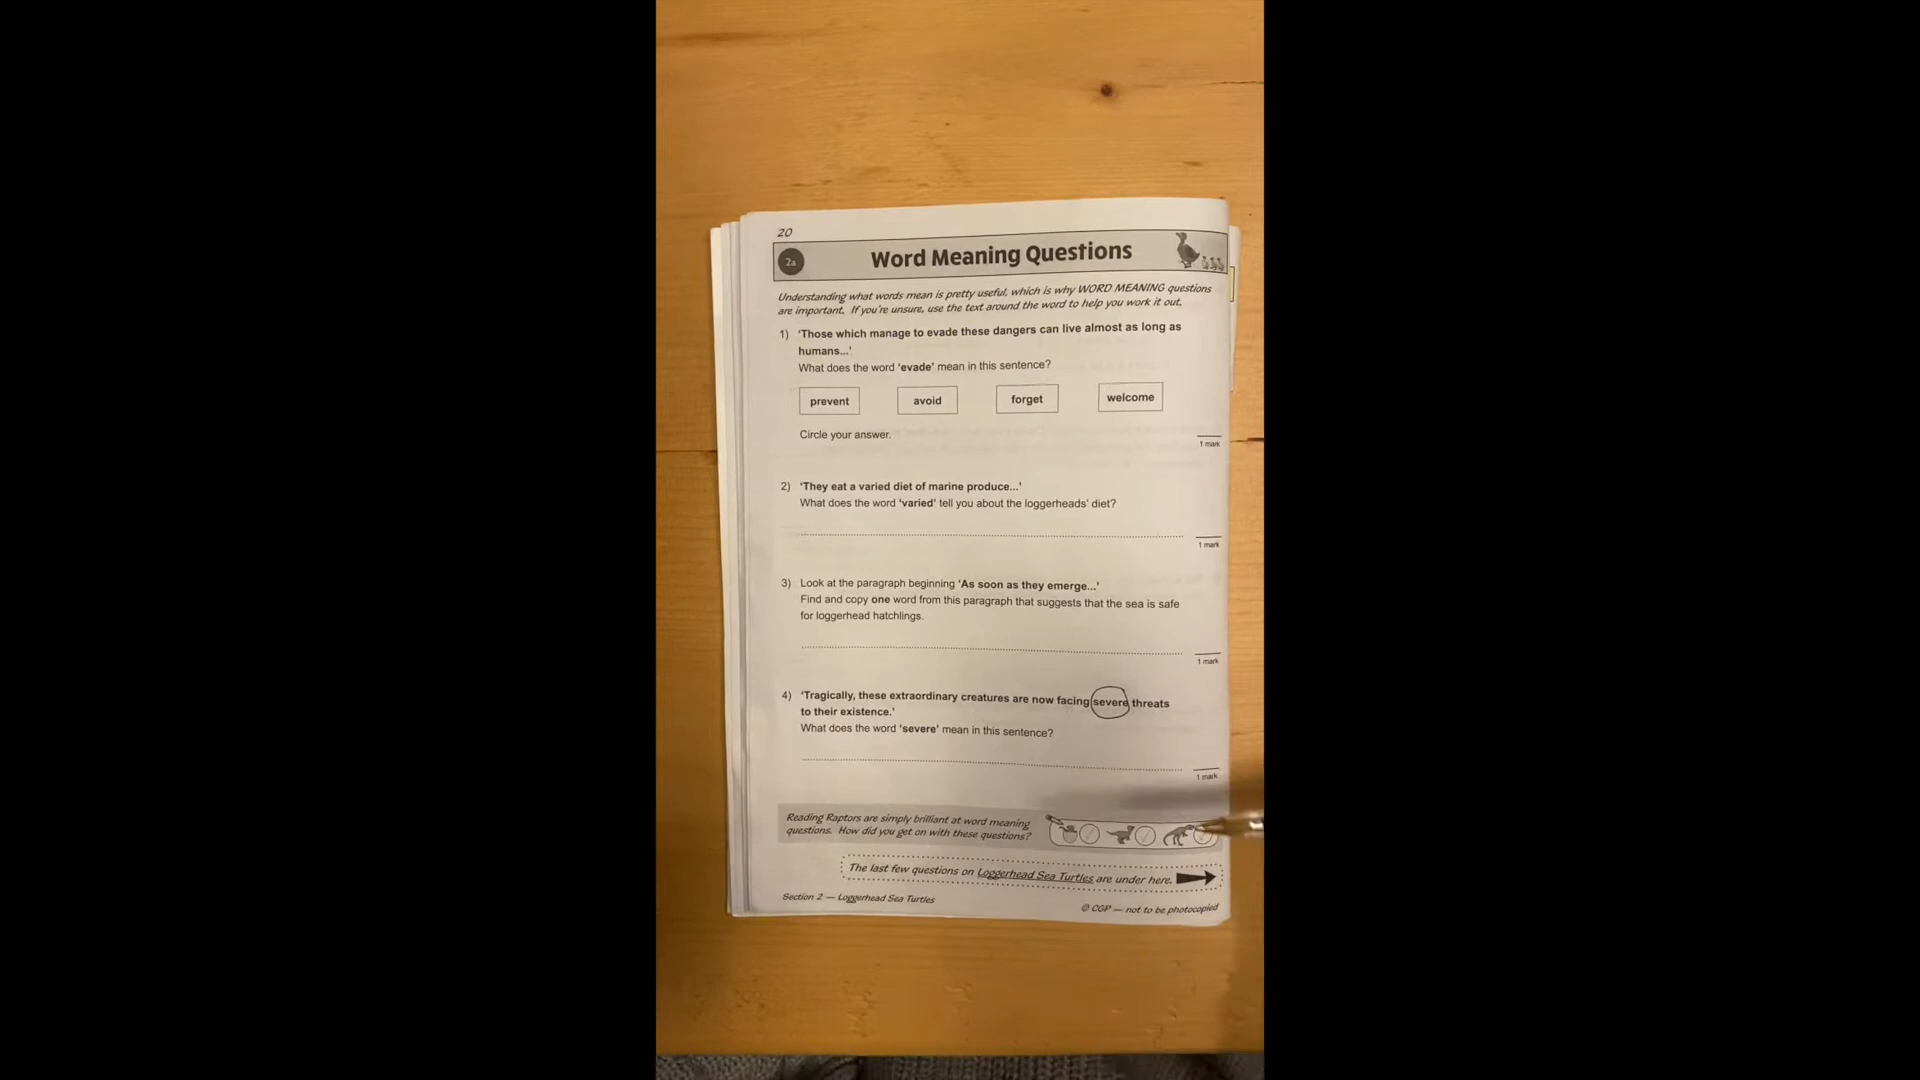 20
2a
Word Meaning Questions
Understanding what words mean is pretty useful, which is why WORD MEANING questions
are important. If you're unsure, use the text around the word to help you work it out.
1) 'Those which manage to evade these dangers can live almost as long as
humans...'
What does the word 'evade' mean in this sentence?
prevent avoid forget welcome
Circle your answer.
1 mark
2) 'They eat a varied diet of marine produce...'
What does the word 'varied' tell you about the loggerheads' diet?
1 mark
3) Look at the paragraph beginning 'As soon as they emerge...'
Find and copy one word from this paragraph that suggests that the sea is safe
for loggerhead hatchlings.
1 mark
4) 'Tragically, these extraordinary creatures are now facing severe threats
to their existence.'
What does the word 'severe' mean in this sentence?
1 mark
Reading Raptors are simply brilliant at word meaning
questions. How did you get on with these questions?
The last few questions on Loggerhead Sea Turtles are under here.
Section 2 — Loggerhead Sea Turtles
© CGP — not to be photocopied